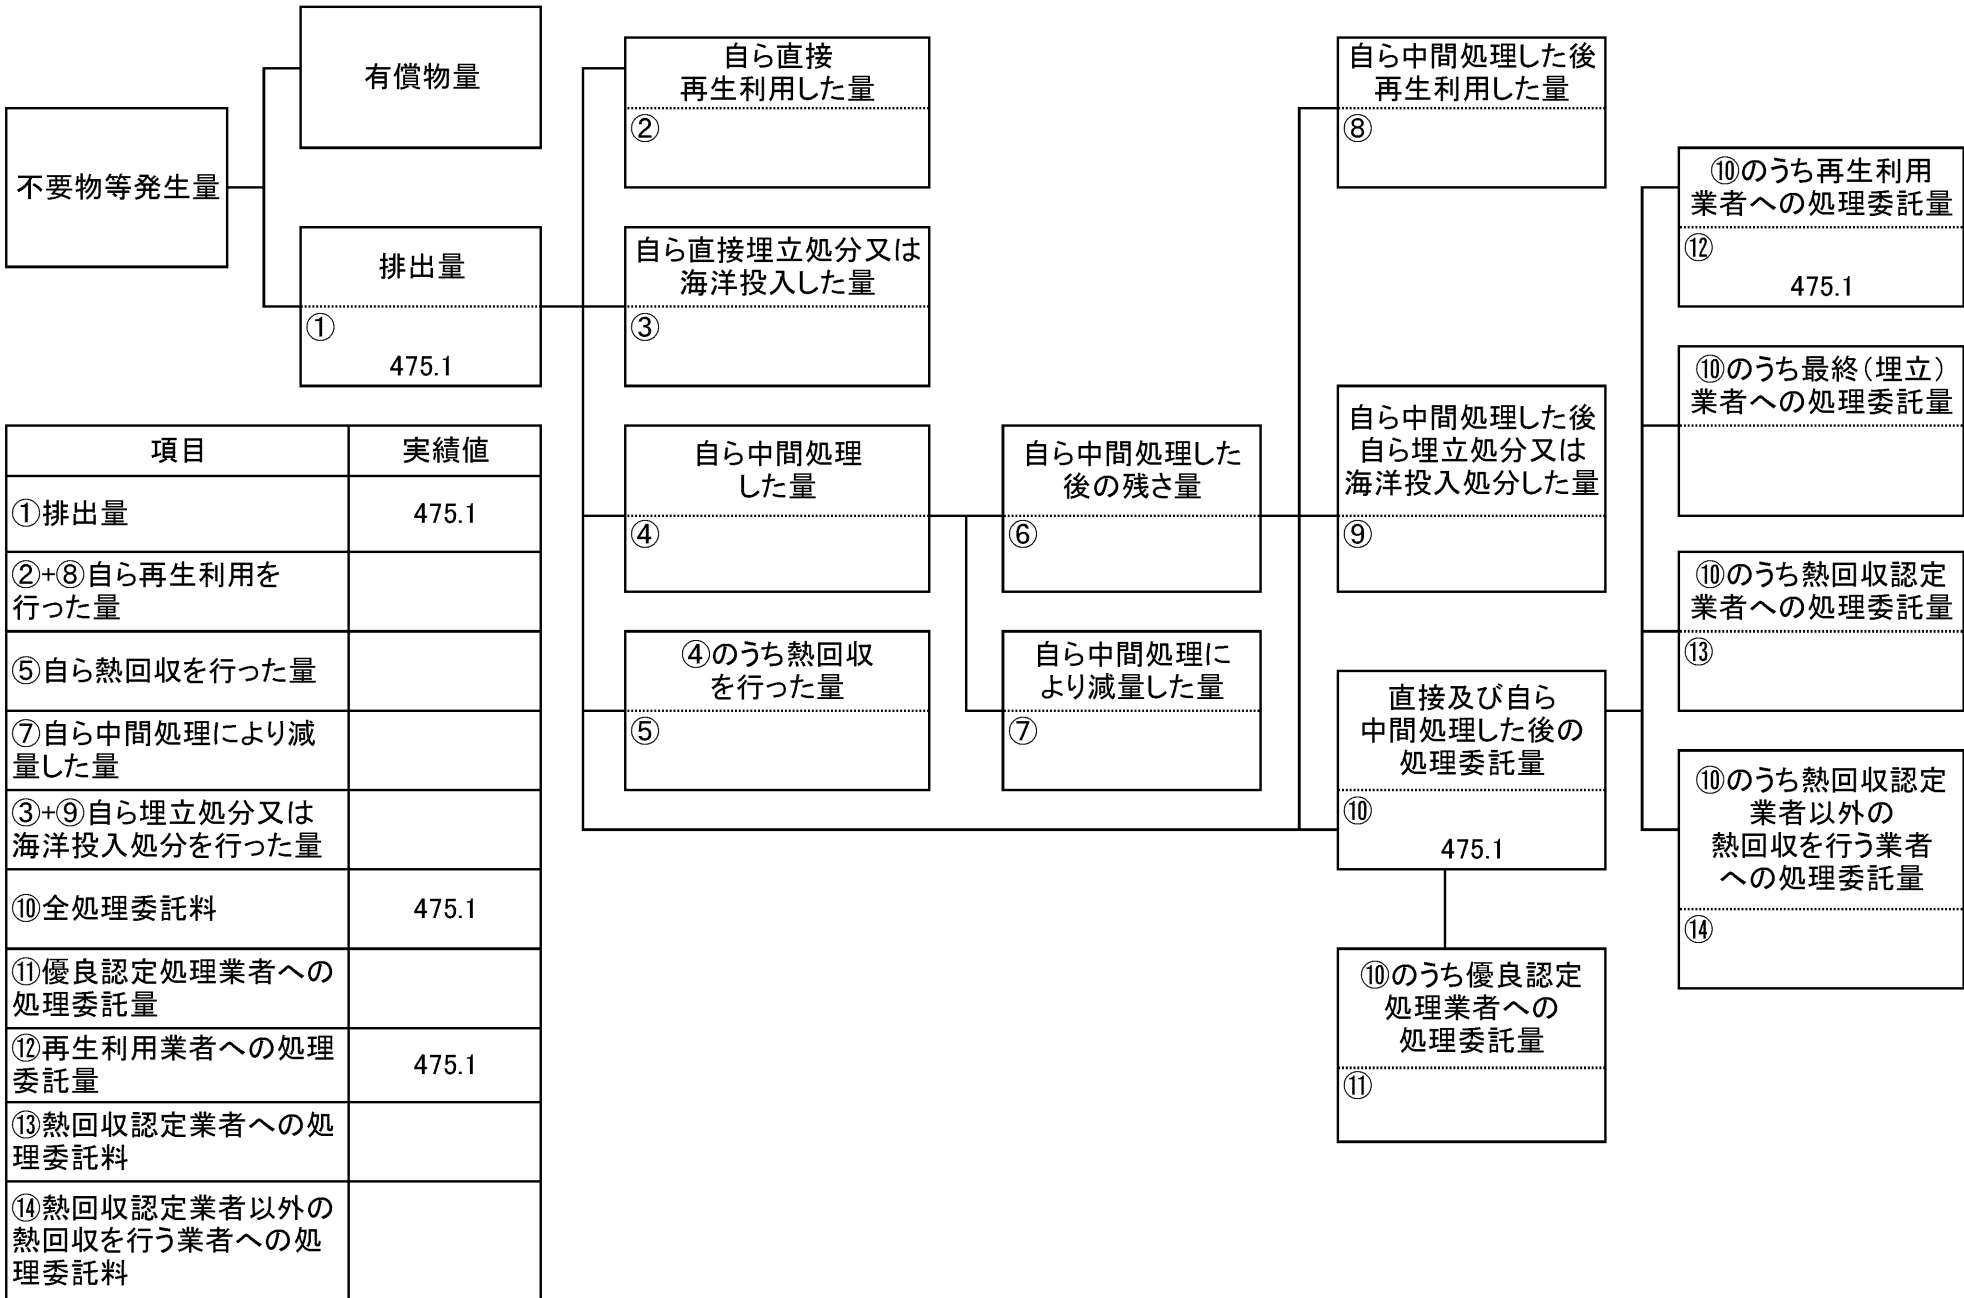 有償物量
不要物等発生量
排出量
①
475.1
自ら直接
再生利用した量
②
自ら直接埋立処分又は
海洋投入した量
③
自ら中間処理
した量
④
④のうち熱回収
を行った量
⑤
自ら中間処理した
後の残さ量
⑥
自ら中間処理に
より減量した量
⑦
自ら中間処理した後
再生利用した量
⑧
自ら中間処理した後
自ら埋立処分又は
海洋投入処分した量
⑨
直接及び自ら
中間処理した後の
処理委託量
⑩
475.1
⑩のうち優良認定
処理業者への
処理委託量
⑪
⑩のうち再生利用
業者への処理委託量
⑫
475.1
⑩のうち最終(埋立)
業者への処理委託量
⑩のうち熱回収認定
業者への処理委託量
⑬
⑩のうち熱回収認定
業者以外の
熱回収を行う業者
への処理委託量
⑭
項目 実績値
①排出量 475.1
②+⑧自ら再生利用を
行った量
⑤自ら熱回収を行った量
⑦自ら中間処理により減
量した量
③+⑨自ら埋立処分又は
海洋投入処分を行った量
⑩全処理委託料 475.1
⑪優良認定処理業者への
処理委託量
⑫再生利用業者への処理
委託量 475.1
⑬熱回収認定業者への処
理委託料
⑭熱回収認定業者以外の
熱回収を行う業者への処
理委託料